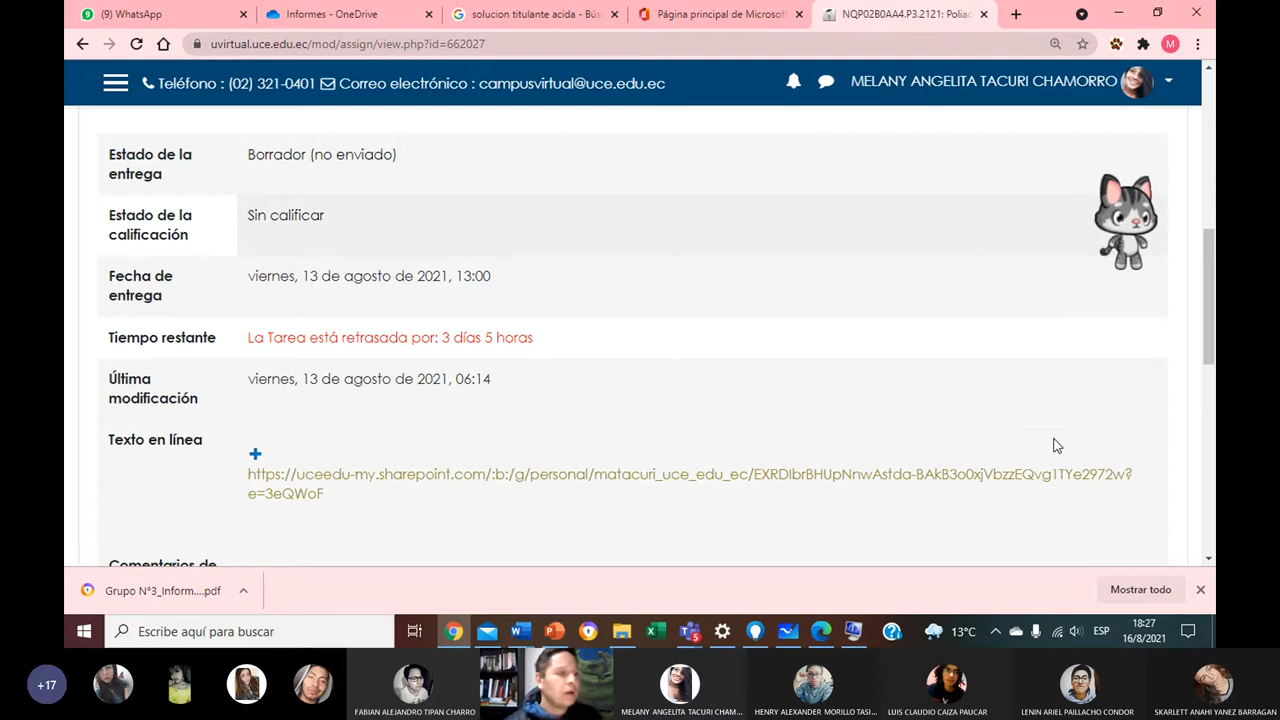 (9) WhatsApp
Informes - OneDrive
solucion titulante acida - Bús
Página principal de Microsoft
NQP02B0AA4.P3.2121: Poliac
uvirtual.uce.edu.ec/mod/assign/view.php?id=662027
M
Teléfono : (02) 321-0401 Correo electrónico : campusvirtual@uce.edu.ec
MELANY ANGELITA TACURI CHAMORRO
Estado de la
entrega
Borrador (no enviado)
Estado de la
calificación
Sin calificar
Fecha de
entrega
viernes, 13 de agosto de 2021, 13:00
Tiempo restante
La Tarea está retrasada por: 3 días 5 horas
Última
modificación
viernes, 13 de agosto de 2021, 06:14
Texto en línea
https://uceedu-my.sharepoint.com/:b:/g/personal/matacuri_uce_edu_ec/EXRDIbrBHUpNnwAstda-BAkB3o0xjVbzzEQvg1TYe2972w?
e=3eQWoF
Comentarios de
Grupo N°3_Inform....pdf
Mostrar todo
Escribe aquí para buscar
13°C
ESP
18:27
16/8/2021
+17
FABIAN ALEJANDRO TIPAN CHARRO
MELANY ANGELITA TACURI CHAM...
HENRY ALEXANDER MORILLO TASI...
LUIS CLAUDIO CAIZA PAUCAR
LENIN ARIEL PAILLACHO CONDOR
SKARLETT ANAHI YANEZ BARRAGAN